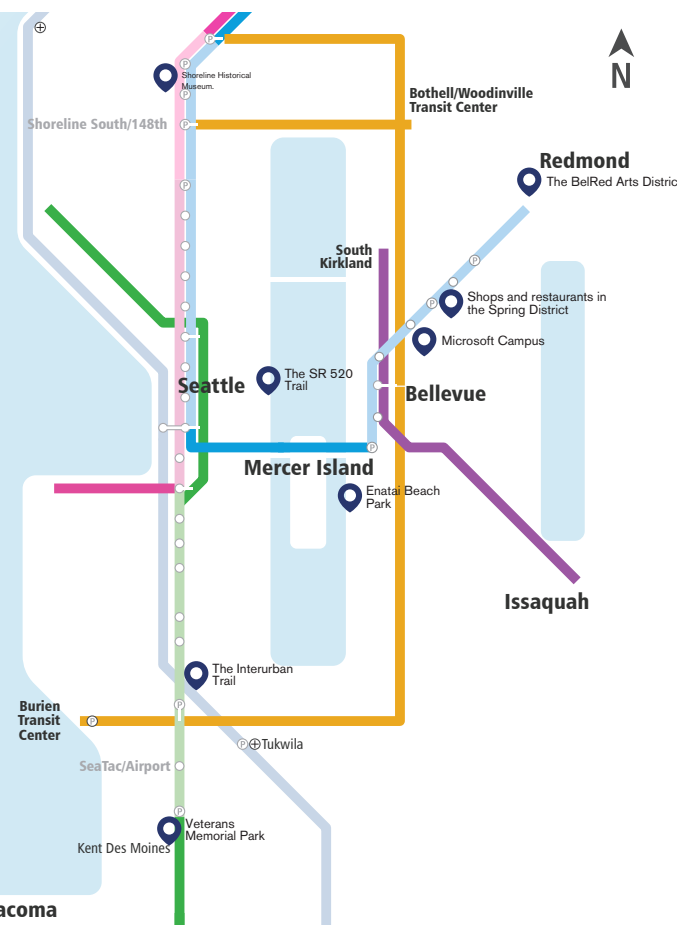 N
Shoreline Historical
Museum.
Bothell/Woodinville
Transit Center
Shoreline South/148th
Redmond
The BelRed Arts Distric
South
Kirkland
Shops and restaurants in
the Spring District
Microsoft Campus
The SR 520
Trail
Seattle
Bellevue
Mercer Island
Enatai Beach
Park
Issaquah
The Interurban
Trail
Burien
Transit
Center
Tukwila
SeaTac/Airport
Veterans
Memorial Park
Kent Des Moines
acoma